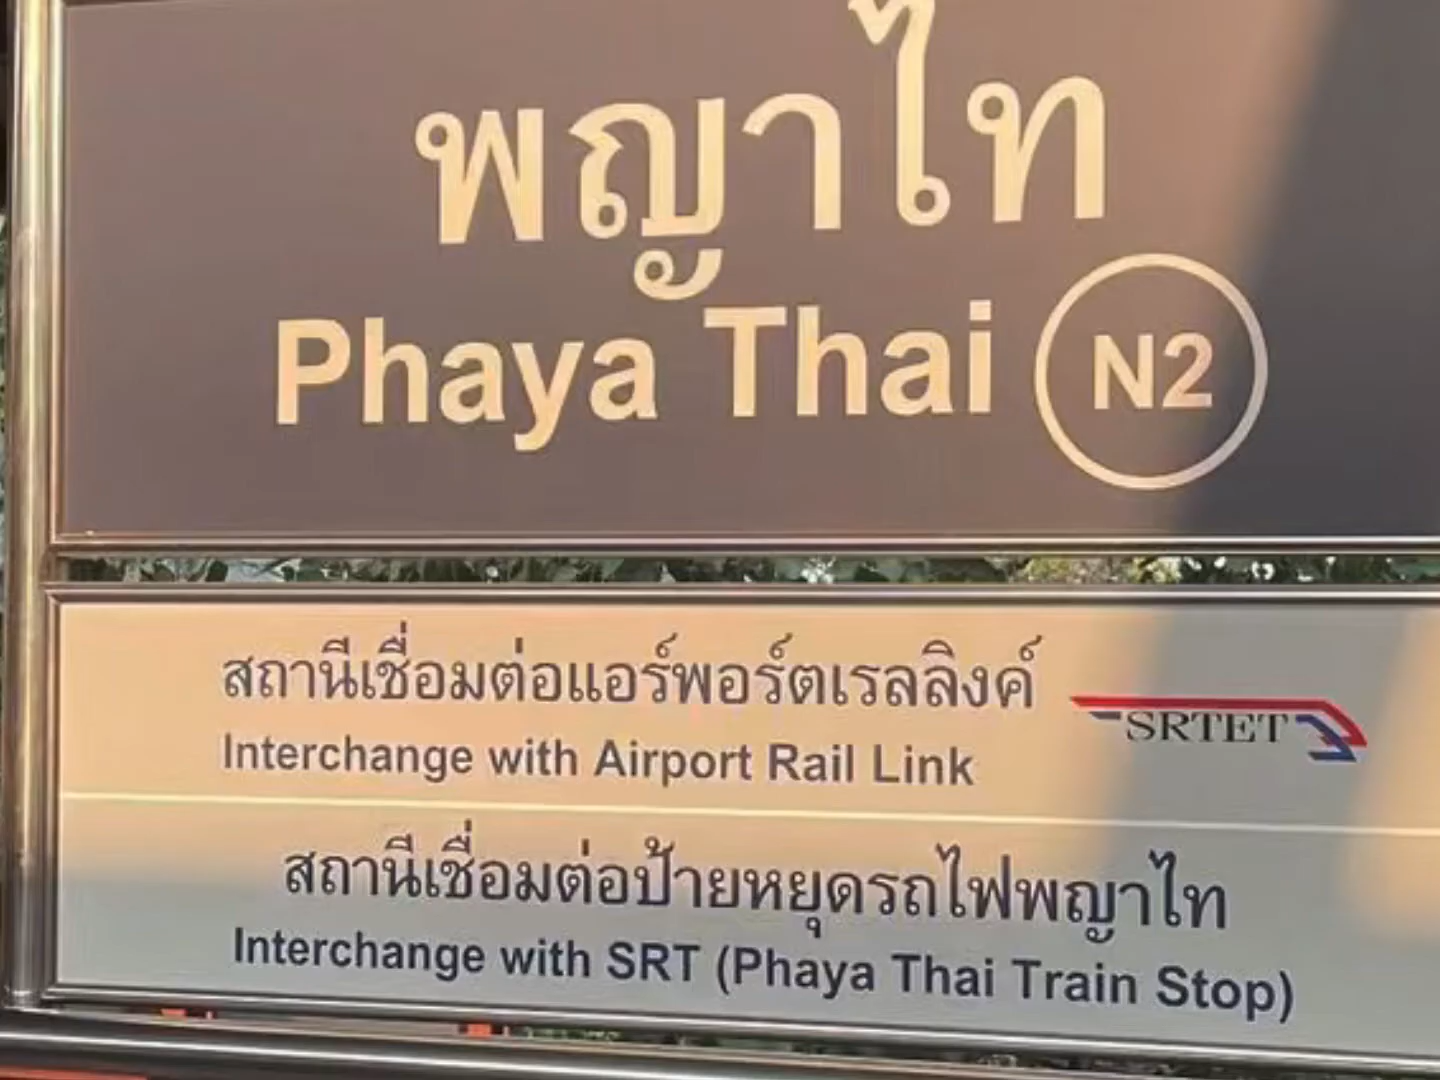 พญาไท
Phaya Thai N2
สถานีเชื่อมต่อแอร์พอร์ตเรลลิงค์
SRTET
Interchange with Airport Rail Link
สถานีเชื่อมต่อป้ายหยุดรถไฟพญาไท
Interchange with SRT (Phaya Thai Train Stop)